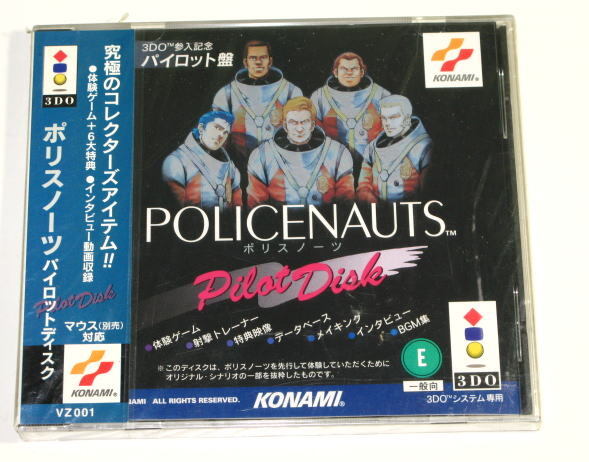 3DO
究極のコレクターズアイテム!!
●体験ゲーム+6大特典 ●インタビュー動画収録
ポリスノーツ パイロットディスク
Pilot Disk
マウス(別売)
対応
KONAMI
VZ001
3DO™参入記念
パイロット盤
KONAMI®
POLICENAUTS™
ポリスノーツ
Pilot Disk
●体験ゲーム
●射撃トレーナー
●特典映像
●データベース
●メイキング
●インタビュー
●BGM集
※このディスクは、ポリスノーツを先行して体験していただくために
オリジナル・シナリオの一部を抜粋したものです。
E
一般向
3DO
3DO™システム専用
NAMI ALL RIGHTS RESERVED.
KONAMI®